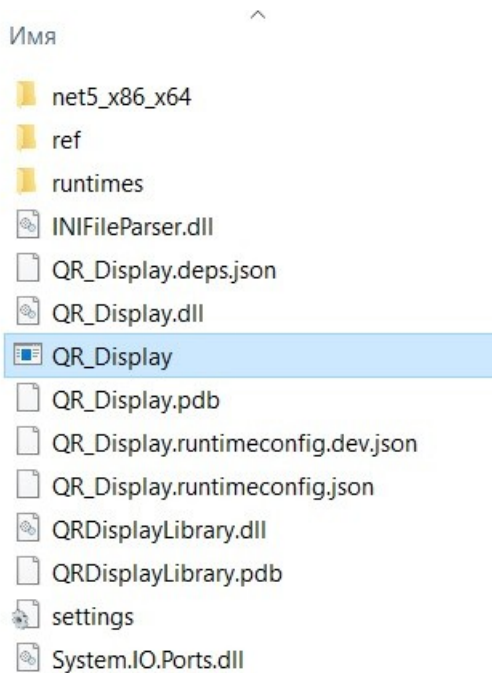 Имя
net5_x86_x64
ref
runtimes
INIFileParser.dll
QR_Display.deps.json
QR_Display.dll
QR_Display
QR_Display.pdb
QR_Display.runtimeconfig.dev.json
QR_Display.runtimeconfig.json
QRDisplayLibrary.dll
QRDisplayLibrary.pdb
settings
System.IO.Ports.dll